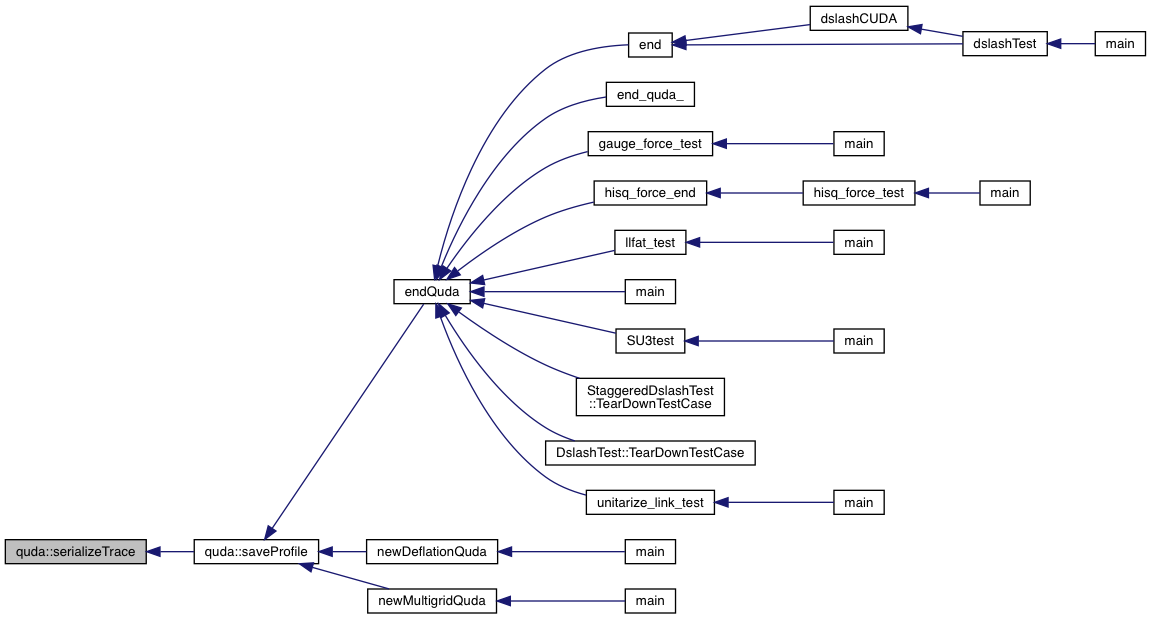 dslashCUDA
end
dslashTest
main
end_quda_
gauge_force_test
main
hisq_force_end
hisq_force_test
main
llfat_test
main
endQuda
main
SU3test
main
StaggeredDslashTest
::TearDownTestCase
DslashTest::TearDownTestCase
unitarize_link_test
main
quda::serializeTrace
quda::saveProfile
newDeflationQuda
main
newMultigridQuda
main